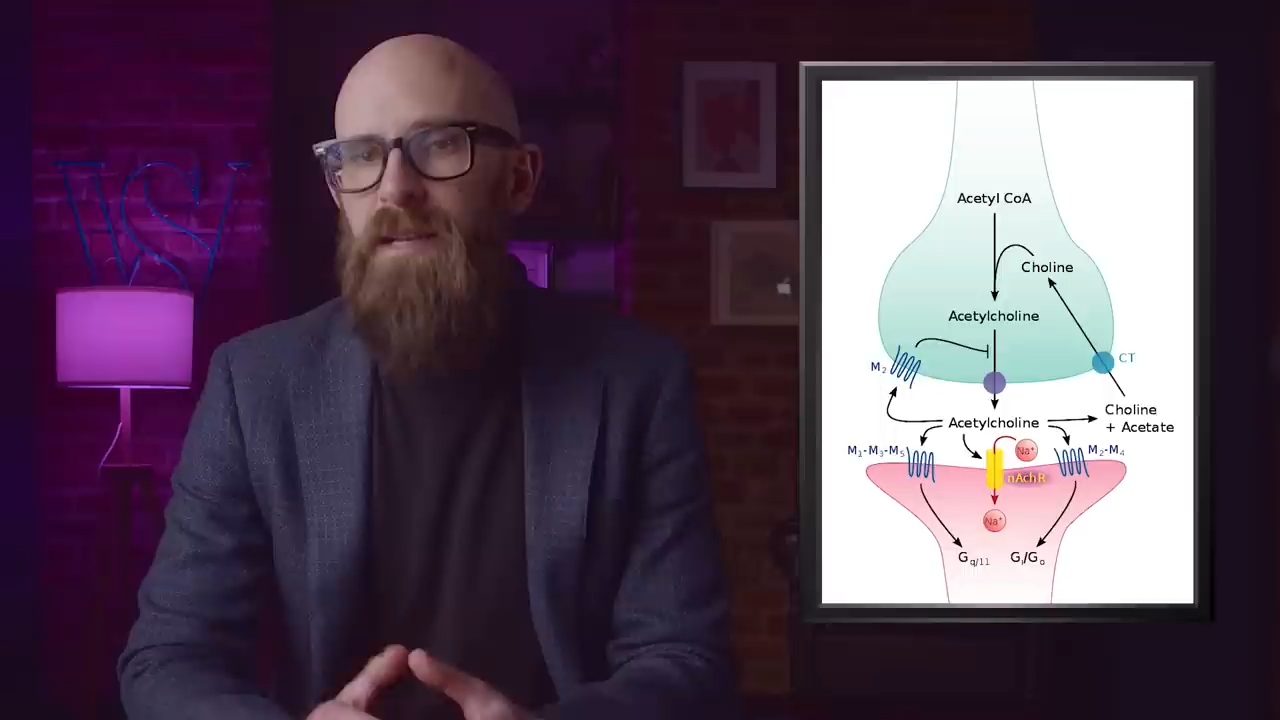 VSV
Acetyl CoA
Choline
Acetylcholine
M₂
CT
Acetylcholine
Choline
+ Acetate
M₁-M₃-M₅
Na⁺
M₂-M₄
nAchR
Na⁺
Gq/11
Gi/Go